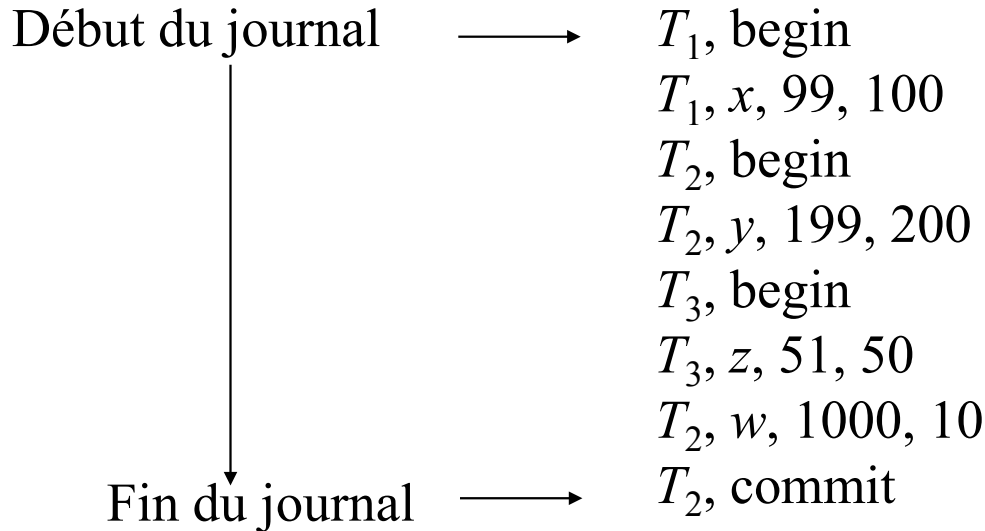 Début du journal
T₁, begin
T₁, x, 99, 100
T₂, begin
T₂, y, 199, 200
T₃, begin
T₃, z, 51, 50
T₂, w, 1000, 10
T₂, commit
Fin du journal